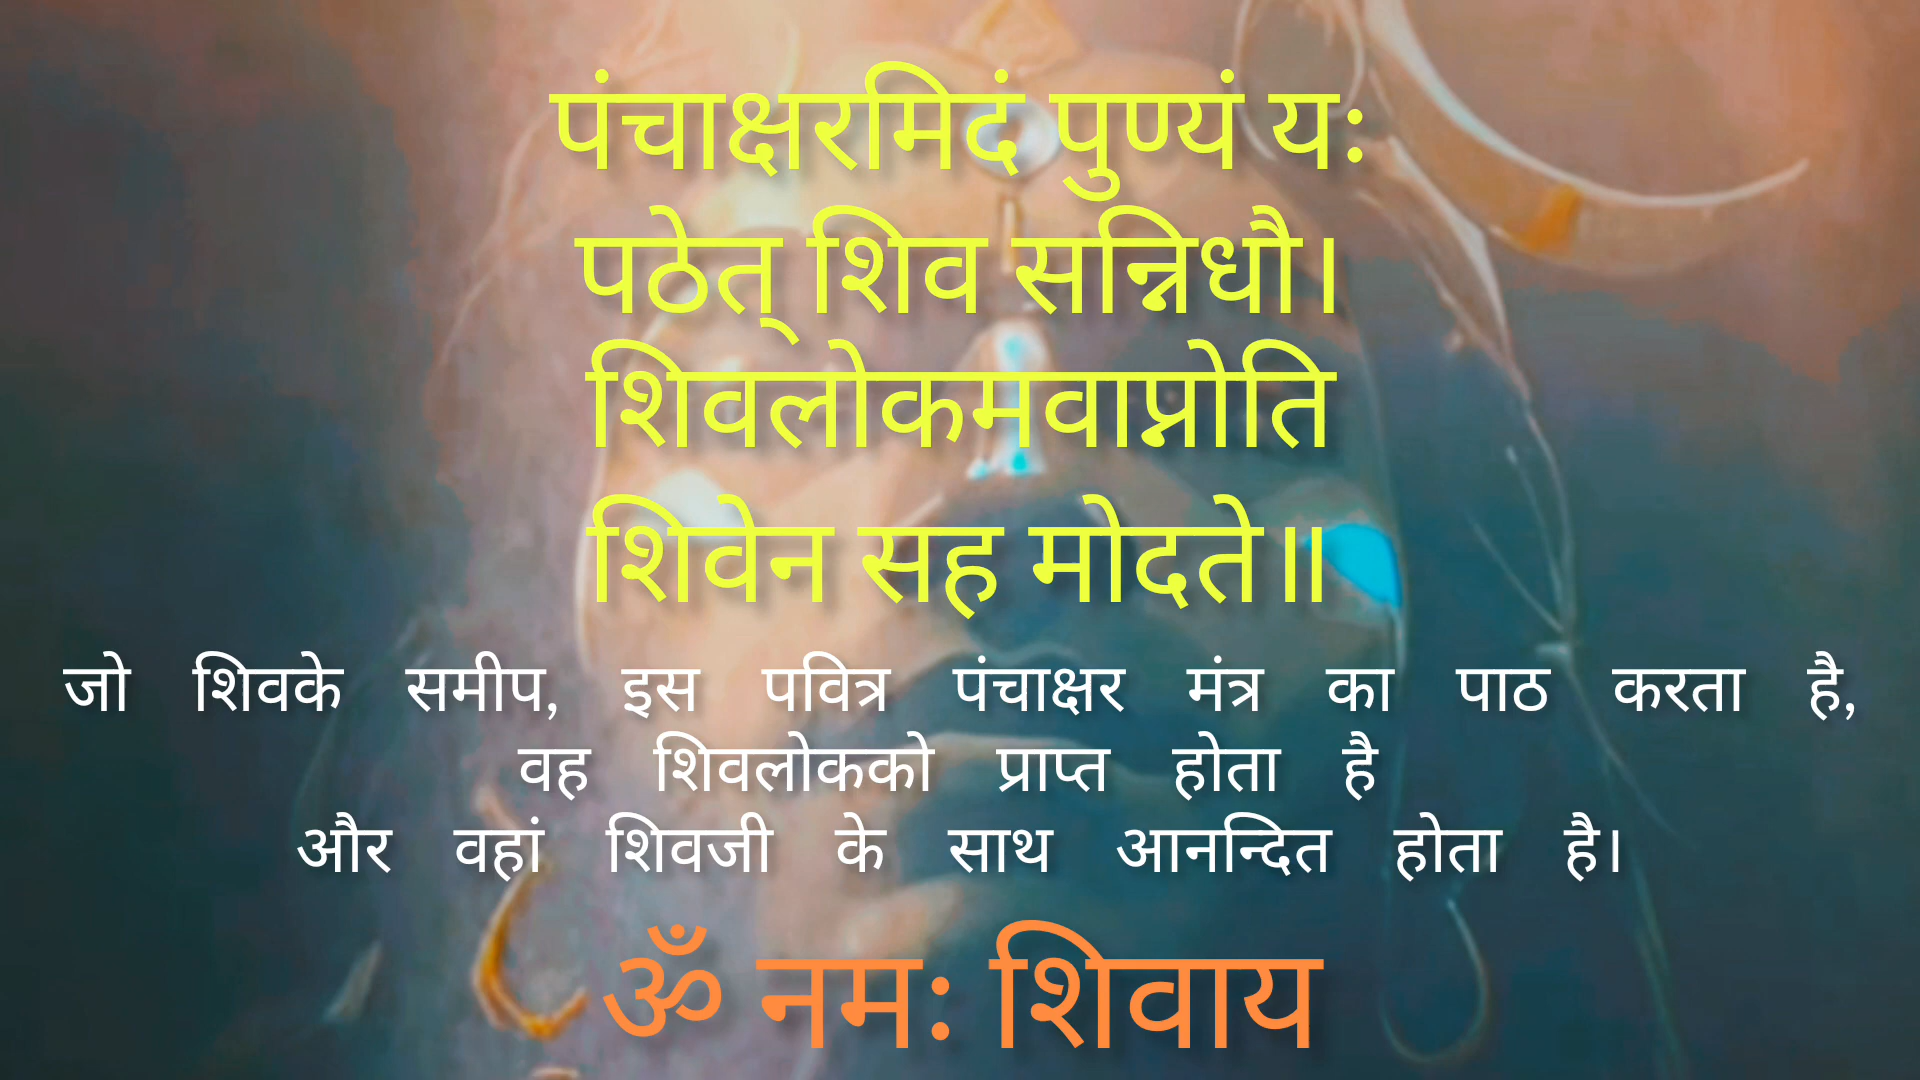 पंचाक्षरमिदं पुण्यं यः
पठेत् शिव सन्निधौ।
शिवलोकमवाप्नोति
शिवेन सह मोदते॥
जो शिवके समीप, इस पवित्र पंचाक्षर मंत्र का पाठ करता है,
वह शिवलोकको प्राप्त होता है
और वहां शिवजी के साथ आनन्दित होता है।
ॐ नमः शिवाय